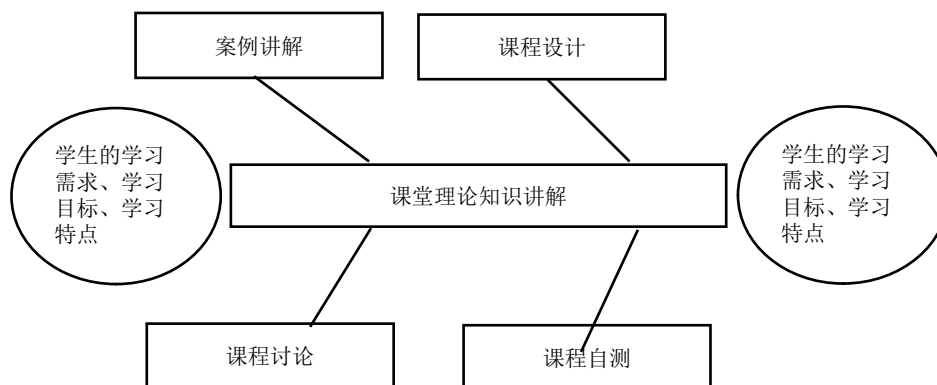 案例讲解
课程设计
学生的学习
需求、学习
目标、学习
特点
课堂理论知识讲解
学生的学习
需求、学习
目标、学习
特点
课程讨论
课程自测